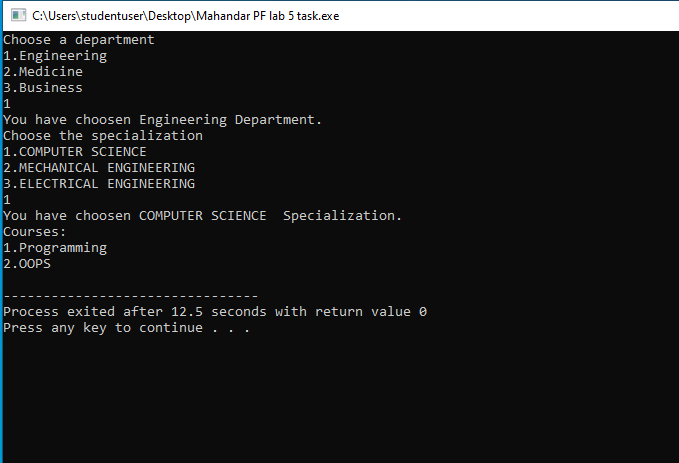 C:\Users\studentuser\Desktop\Mahandar PF lab 5 task.exe
Choose a department
1.Engineering
2.Medicine
3.Business
1
You have choosen Engineering Department.
Choose the specialization
1.COMPUTER SCIENCE
2.MECHANICAL ENGINEERING
3.ELECTRICAL ENGINEERING
1
You have choosen COMPUTER SCIENCE  Specialization.
Courses:
1.Programming
2.OOPS
--------------------------------
Process exited after 12.5 seconds with return value 0
Press any key to continue . . .